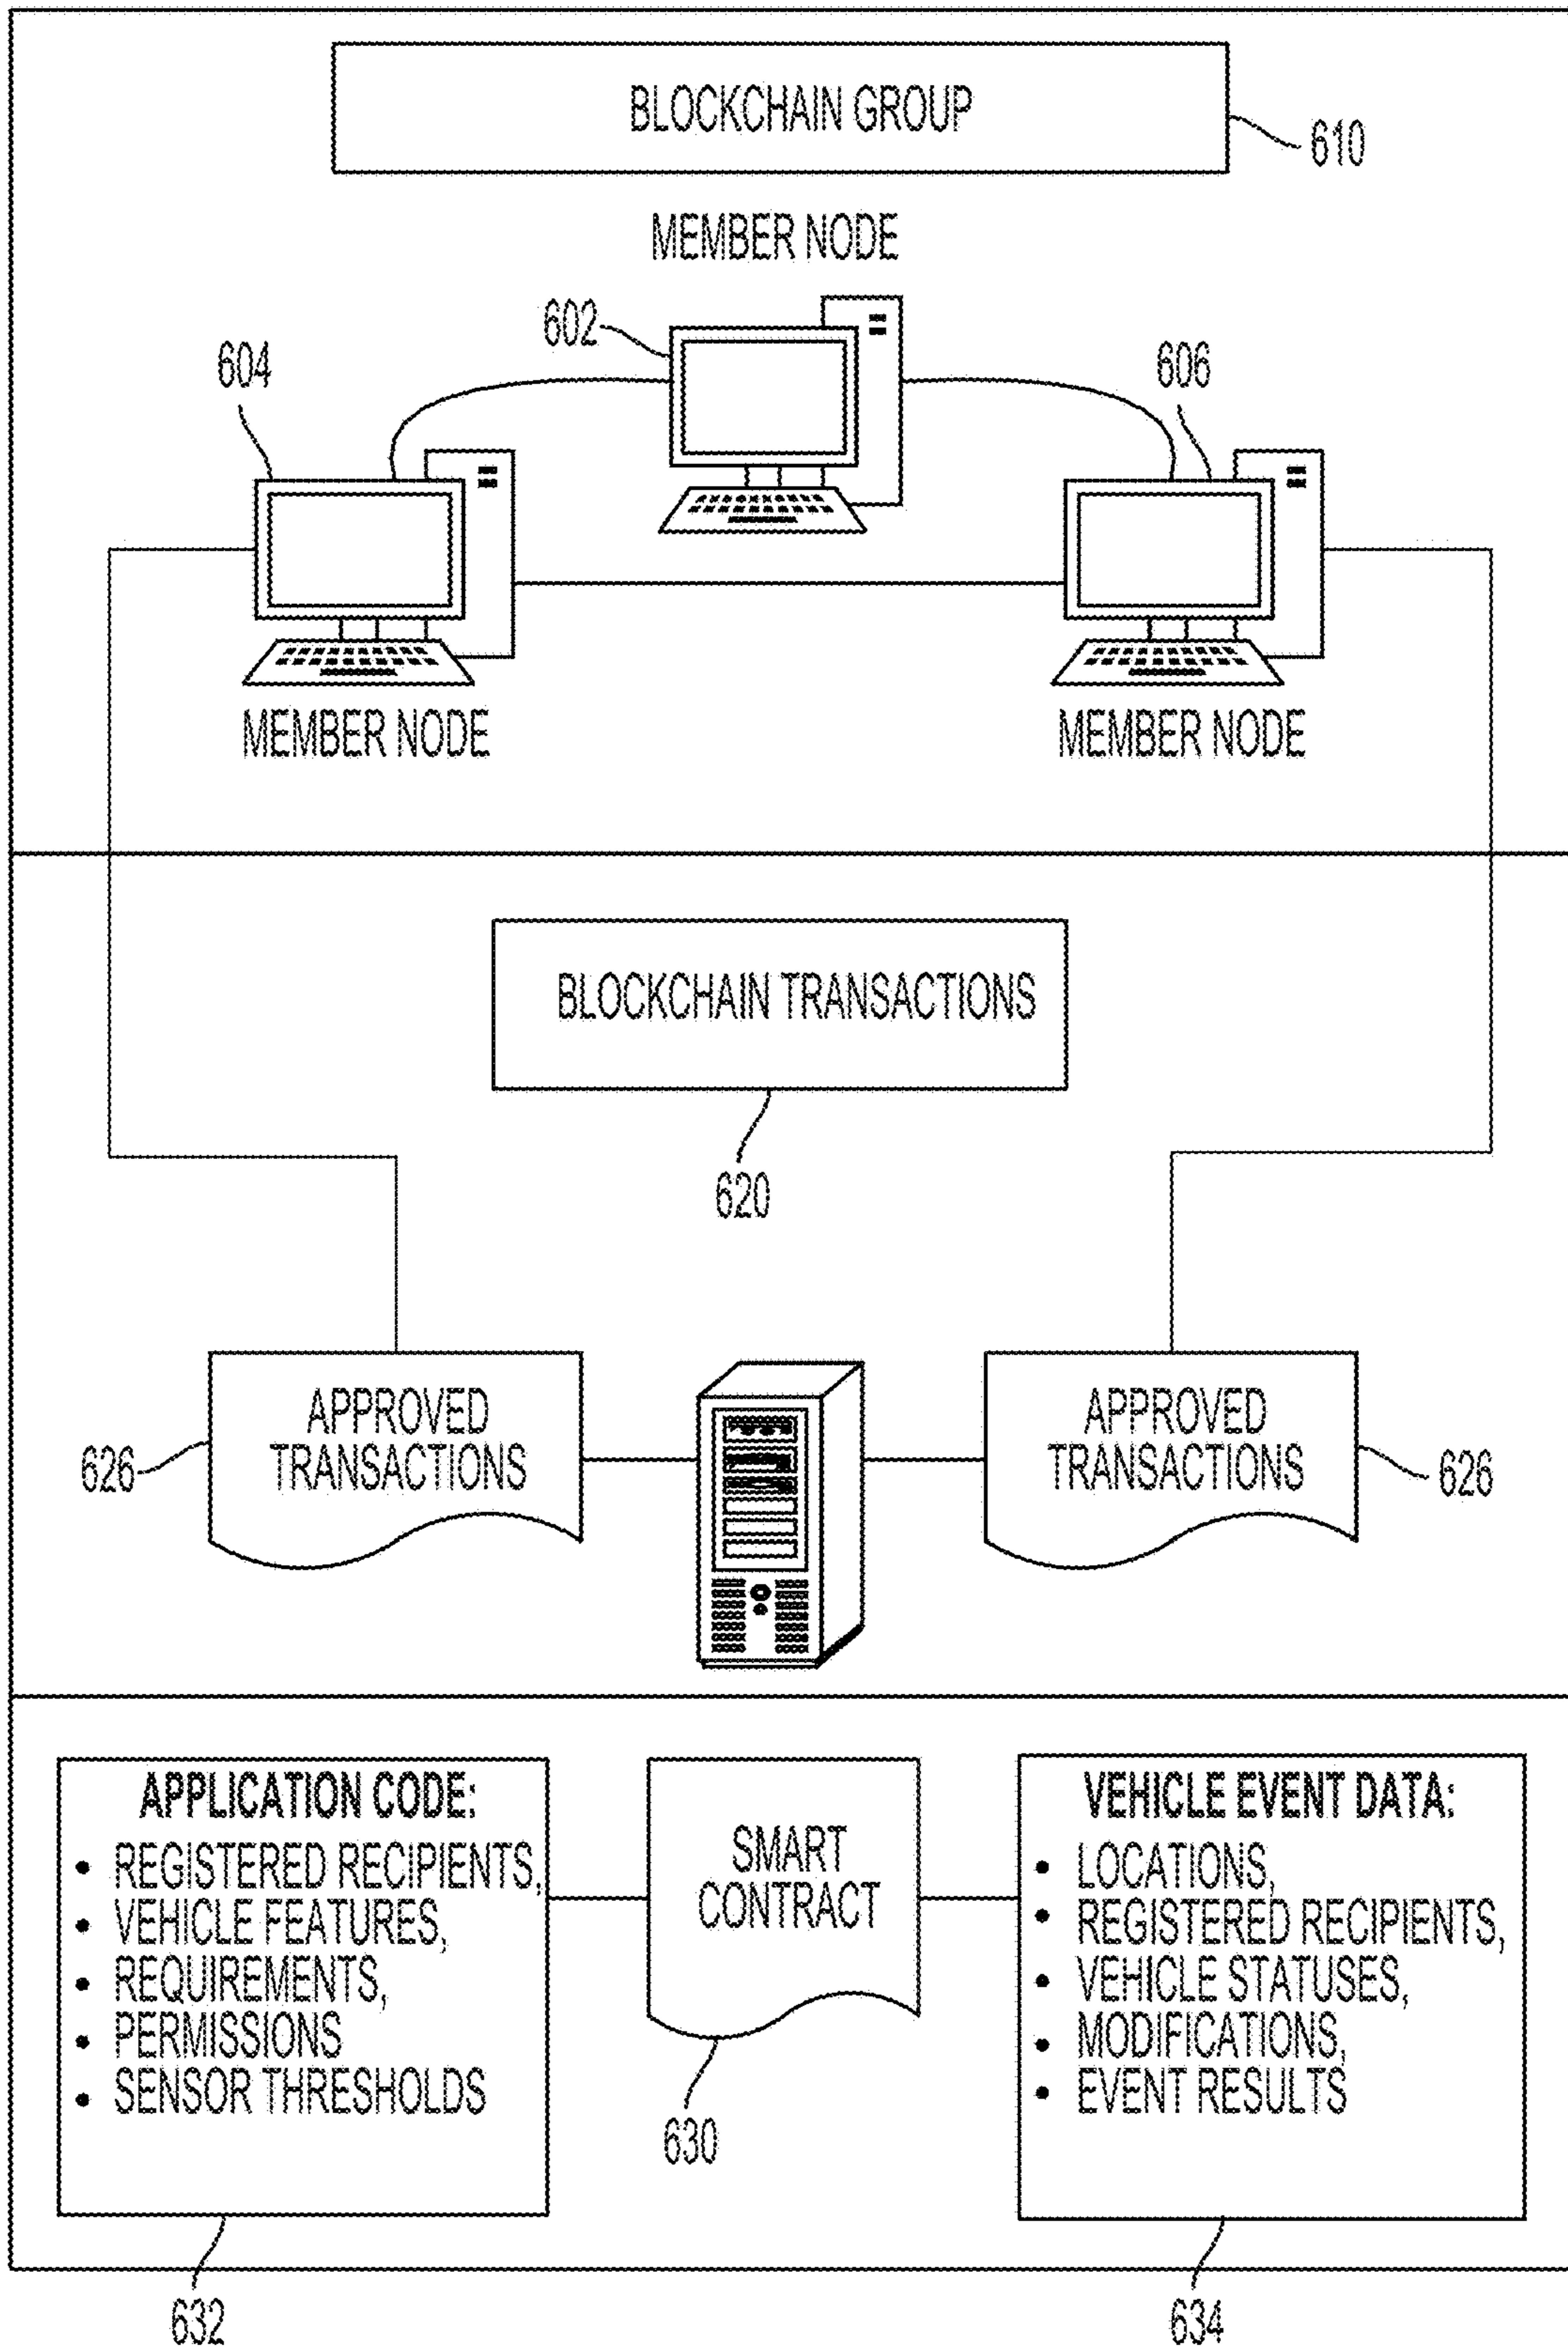 BLOCKCHAIN GROUP
610
MEMBER NODE
602
604
606
MEMBER NODE
MEMBER NODE
BLOCKCHAIN TRANSACTIONS
620
APPROVED
TRANSACTIONS
626
APPROVED
TRANSACTIONS
626
APPLICATION CODE:
• REGISTERED RECIPIENTS,
• VEHICLE FEATURES,
• REQUIREMENTS,
• PERMISSIONS
• SENSOR THRESHOLDS
632
SMART
CONTRACT
630
VEHICLE EVENT DATA:
• LOCATIONS,
• REGISTERED RECIPIENTS,
• VEHICLE STATUSES,
• MODIFICATIONS,
• EVENT RESULTS
634